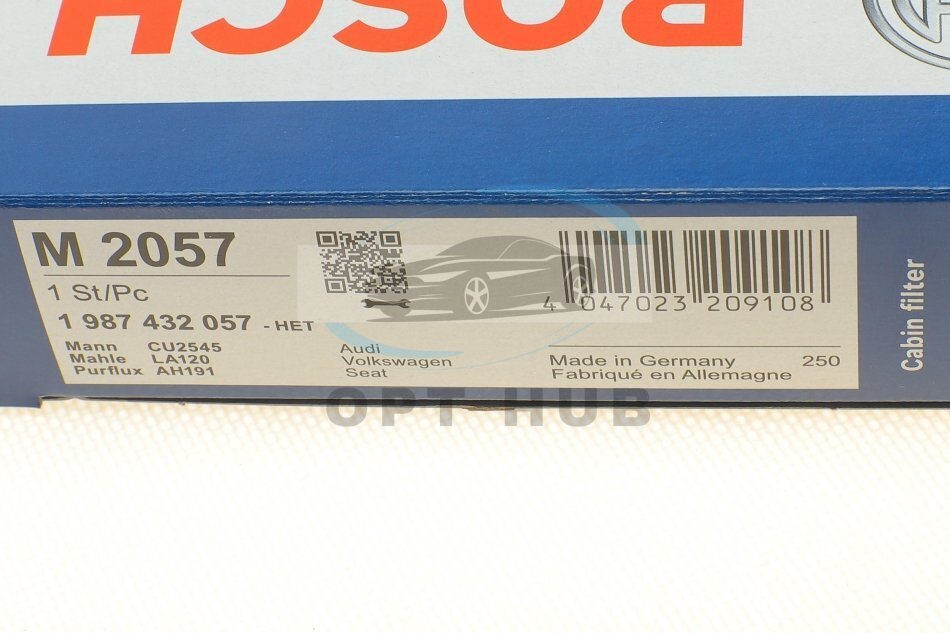 BOSCH
M 2057
1 St/Pc
1 987 432 057 - HET
Mann CU2545
Mahle LA120
Purflux AH191
Audi
Volkswagen
Seat
4 047023 209108
Made in Germany 250
Fabriqué en Allemagne
Cabin filter
OPT HUB